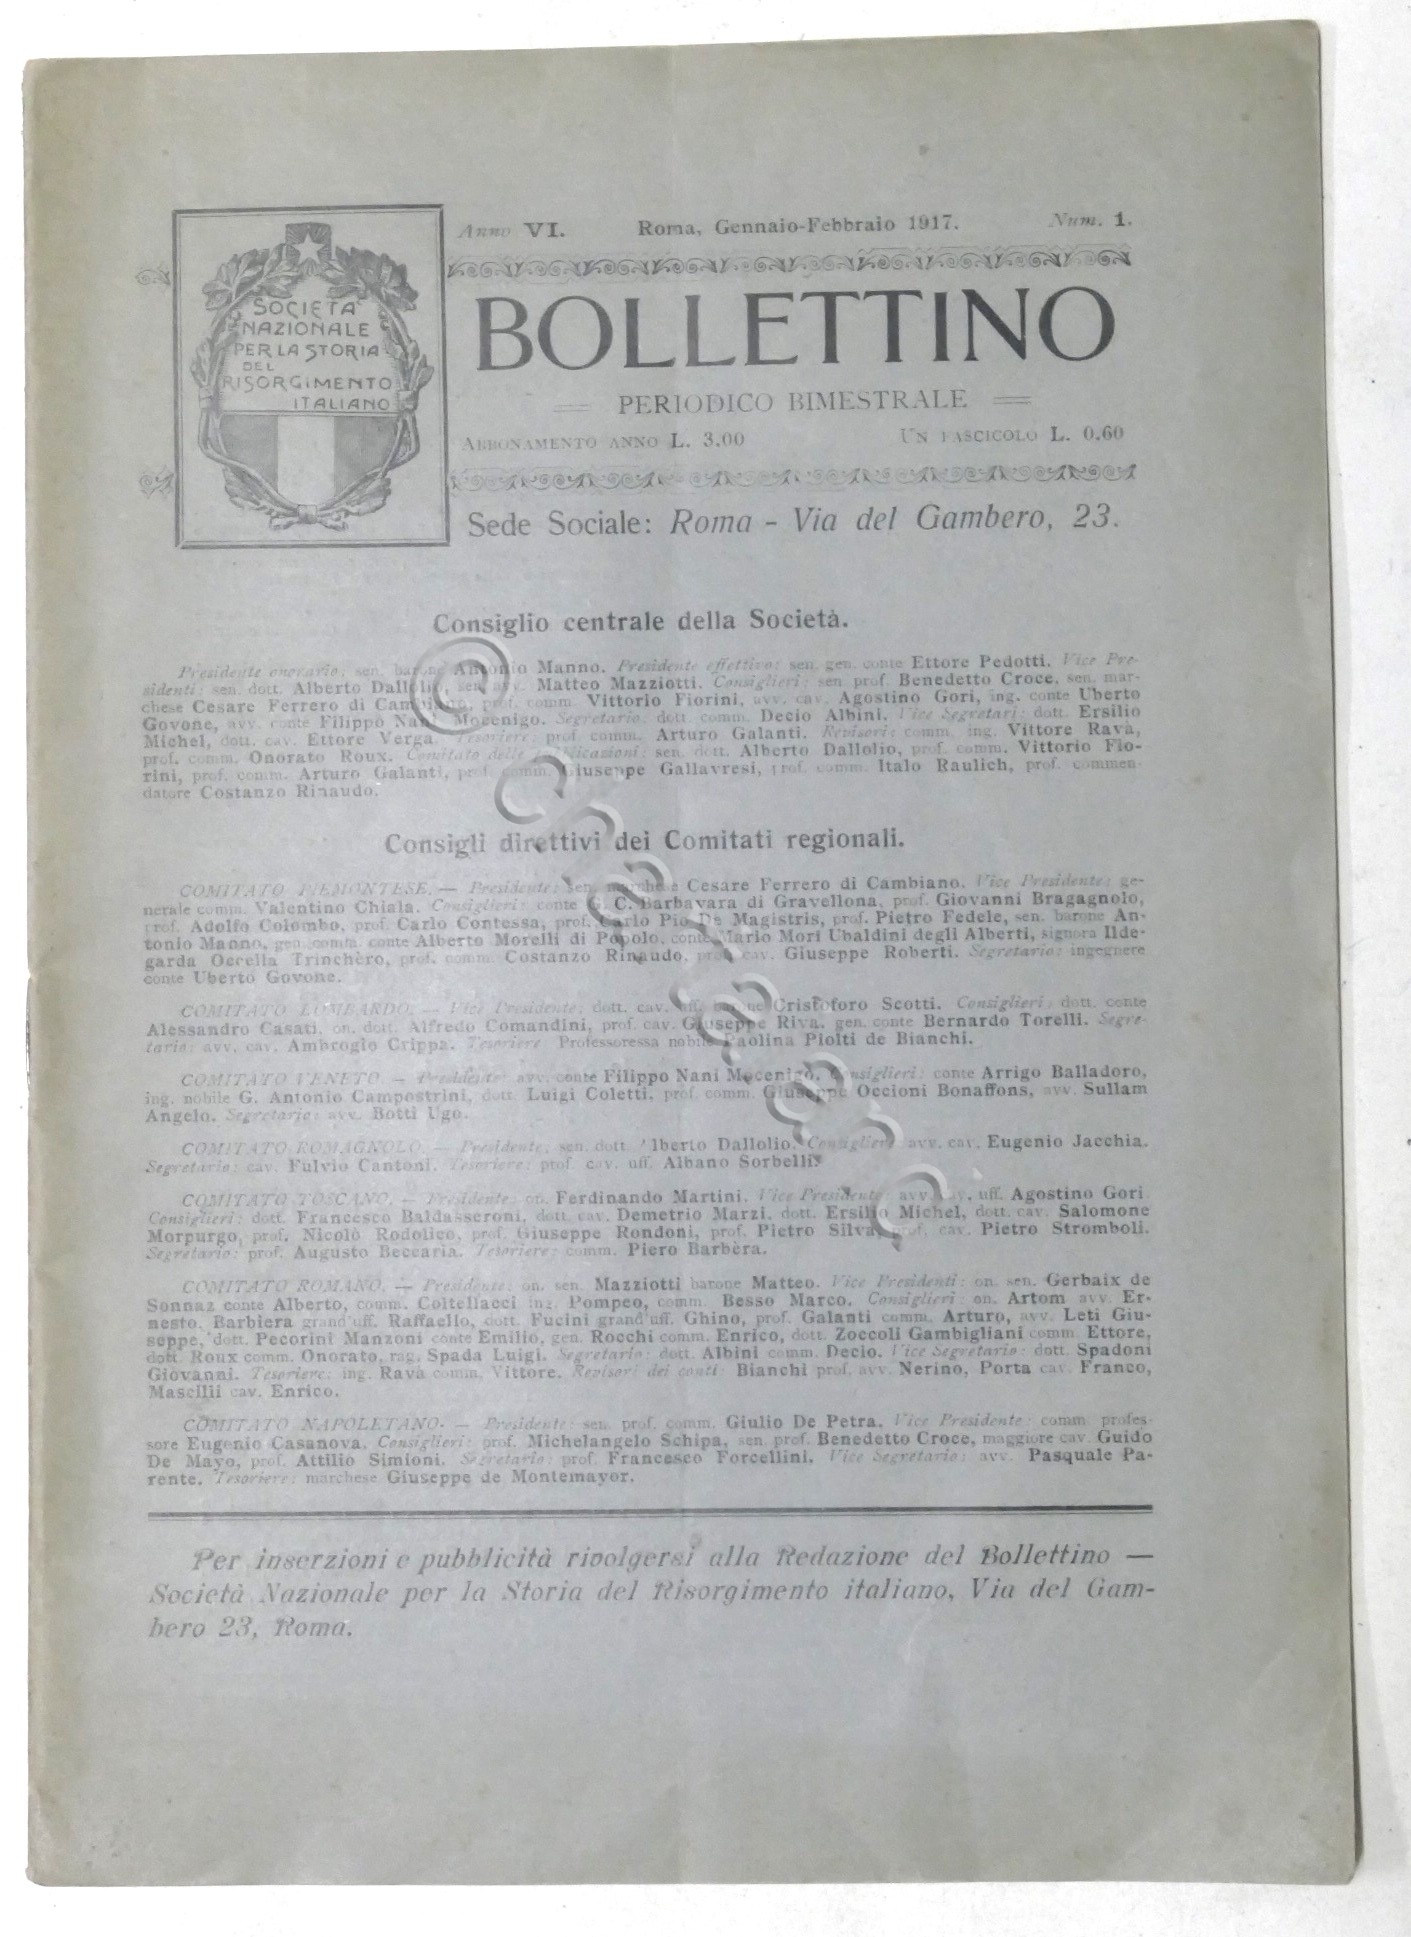 Anno VI. Roma, Gennaio-Febbraio 1917. Num. 1.
SOCIETA'
NAZIONALE
PER LA STORIA
DEL
RISORGIMENTO
ITALIANO
BOLLETTINO
PERIODICO BIMESTRALE
ABBONAMENTO ANNO L. 3.00 UN FASCICOLO L. 0.60
Sede Sociale: Roma - Via del Gambero, 23.
Consiglio centrale della Società.
Presidente onorario: sen. barone Antonio Manno. Presidente effettivo: sen. gen. conte Ettore Pedotti. Vice Pre-
sidenti: sen. dott. Alberto Dallolio, sen. avv. Matteo Mazziotti. Consiglieri: sen. prof. Benedetto Croce, sen. mar-
chese Cesare Ferrero di Cambiano, prof. comm. Vittorio Fiorini, avv. cav. Agostino Gori, ing. conte Uberto
Govone, avv. conte Filippo Nani Mocenigo. Segretario: dott. comm. Decio Albini. Vice Segretari: dott. Ersilio
Michel, dott. cav. Ettore Verga. Tesoriere: prof. comm. Arturo Galanti. Revisori: comm. ing. Vittore Ravà,
prof. comm. Onorato Roux. Comitato delle pubblicazioni: sen. dott. Alberto Dallolio, prof. comm. Vittorio Fio-
rini, prof. comm. Arturo Galanti, prof. comm. Giuseppe Gallavresi, prof. comm. Italo Raulich, prof. commen-
datore Costanzo Rinaudo.
Consigli direttivi dei Comitati regionali.
COMITATO PIEMONTESE. — Presidente: sen. marchese Cesare Ferrero di Cambiano. Vice Presidente: ge-
nerale comm. Valentino Chiala. Consiglieri: conte G. C. Barbavara di Gravellona, prof. Giovanni Bragagnolo,
prof. Adolfo Colombo, prof. Carlo Contessa, prof. Carlo Pio De Magistris, prof. Pietro Fedele, sen. barone An-
tonio Manno, gen. comm. conte Alberto Morelli di Popolo, conte Mario Mori Ubaldini degli Alberti, signora Ilde-
garda Occella Trinchèro, prof. comm. Costanzo Rinaudo, prof. cav. Giuseppe Roberti. Segretario: ingegnere
conte Uberto Govone.
COMITATO LOMBARDO. — Vice Presidente: dott. cav. uff. barone Cristoforo Scotti. Consiglieri: dott. conte
Alessandro Casati, on. dott. Alfredo Comandini, prof. cav. Giuseppe Riva, gen. conte Bernardo Torelli. Segre-
tario: avv. cav. Ambrogio Crippa. Tesoriere Professoressa nobile Paolina Piolti de Bianchi.
COMITATO VENETO — Presidente: avv. conte Filippo Nani Mocenigo. Consiglieri: conte Arrigo Balladoro,
ing. nobile G. Antonio Campostrini, dott. Luigi Coletti, prof. comm. Giuseppe Occioni Bonaffons, avv. Sullam
Angelo. Segretario: avv. Botti Ugo.
COMITATO ROMAGNOLO. — Presidente: sen. dott. Alberto Dallolio. Consiglieri: avv. cav. Eugenio Jacchia.
Segretario: cav. Fulvio Cantoni. Tesoriere: prof. cav. uff. Albano Sorbelli.
COMITATO TOSCANO. — Presidente: on. Ferdinando Martini. Vice Presidente: avv. cav. uff. Agostino Gori
Consiglieri: dott. Francesco Baldasseroni, dott. cav. Demetrio Marzi, dott. Ersilio Michel, dott. cav. Salomone
Morpurgo, prof. Nicolò Rodolico, prof. Giuseppe Rondoni, prof. Pietro Silva, prof. cav. Pietro Stromboli.
Segretario: prof. Augusto Beccaria. Tesoriere: comm. Piero Barbèra.
COMITATO ROMANO. — Presidente: on. sen. Mazziotti barone Matteo. Vice Presidenti: on. sen. Gerbaix de
Sonnaz conte Alberto, comm. Coltellacci ing. Pompeo, comm. Besso Marco. Consiglieri: on. Artom avv. Er-
nesto, Barbiera grand'uff. Raffaello, dott. Fucini grand'uff. Ghino, prof. Galanti comm. Arturo, avv. Leti Giu-
seppe, dott. Pecorini Manzoni conte Emilio, gen. Rocchi comm. Enrico, dott. Zoccoli Gambigliani comm. Ettore,
dott. Roux comm. Onorato, rag. Spada Luigi. Segretario: dott. Albini comm. Decio. Vice Segretario: dott. Spadoni
Giovanni. Tesoriere: ing. Ravà comm. Vittore. Revisori dei conti: Bianchi prof. avv. Nerino, Porta cav. Franco,
Mascilli cav. Enrico.
COMITATO NAPOLETANO. — Presidente: sen. prof. comm. Giulio De Petra. Vice Presidente: comm. profes-
sore Eugenio Casanova. Consiglieri: prof. Michelangelo Schipa, sen. prof. Benedetto Croce, maggiore cav. Guido
De Mayo, prof. Attilio Simioni. Segretario: prof. Francesco Forcellini. Vice Segretario: avv. Pasquale Pa-
rente. Tesoriere: marchese Giuseppe de Montemayor.
Per inserzioni e pubblicità rivolgersi alla Redazione del Bollettino —
Società Nazionale per la Storia del Risorgimento italiano, Via del Gam-
bero 23, Roma.